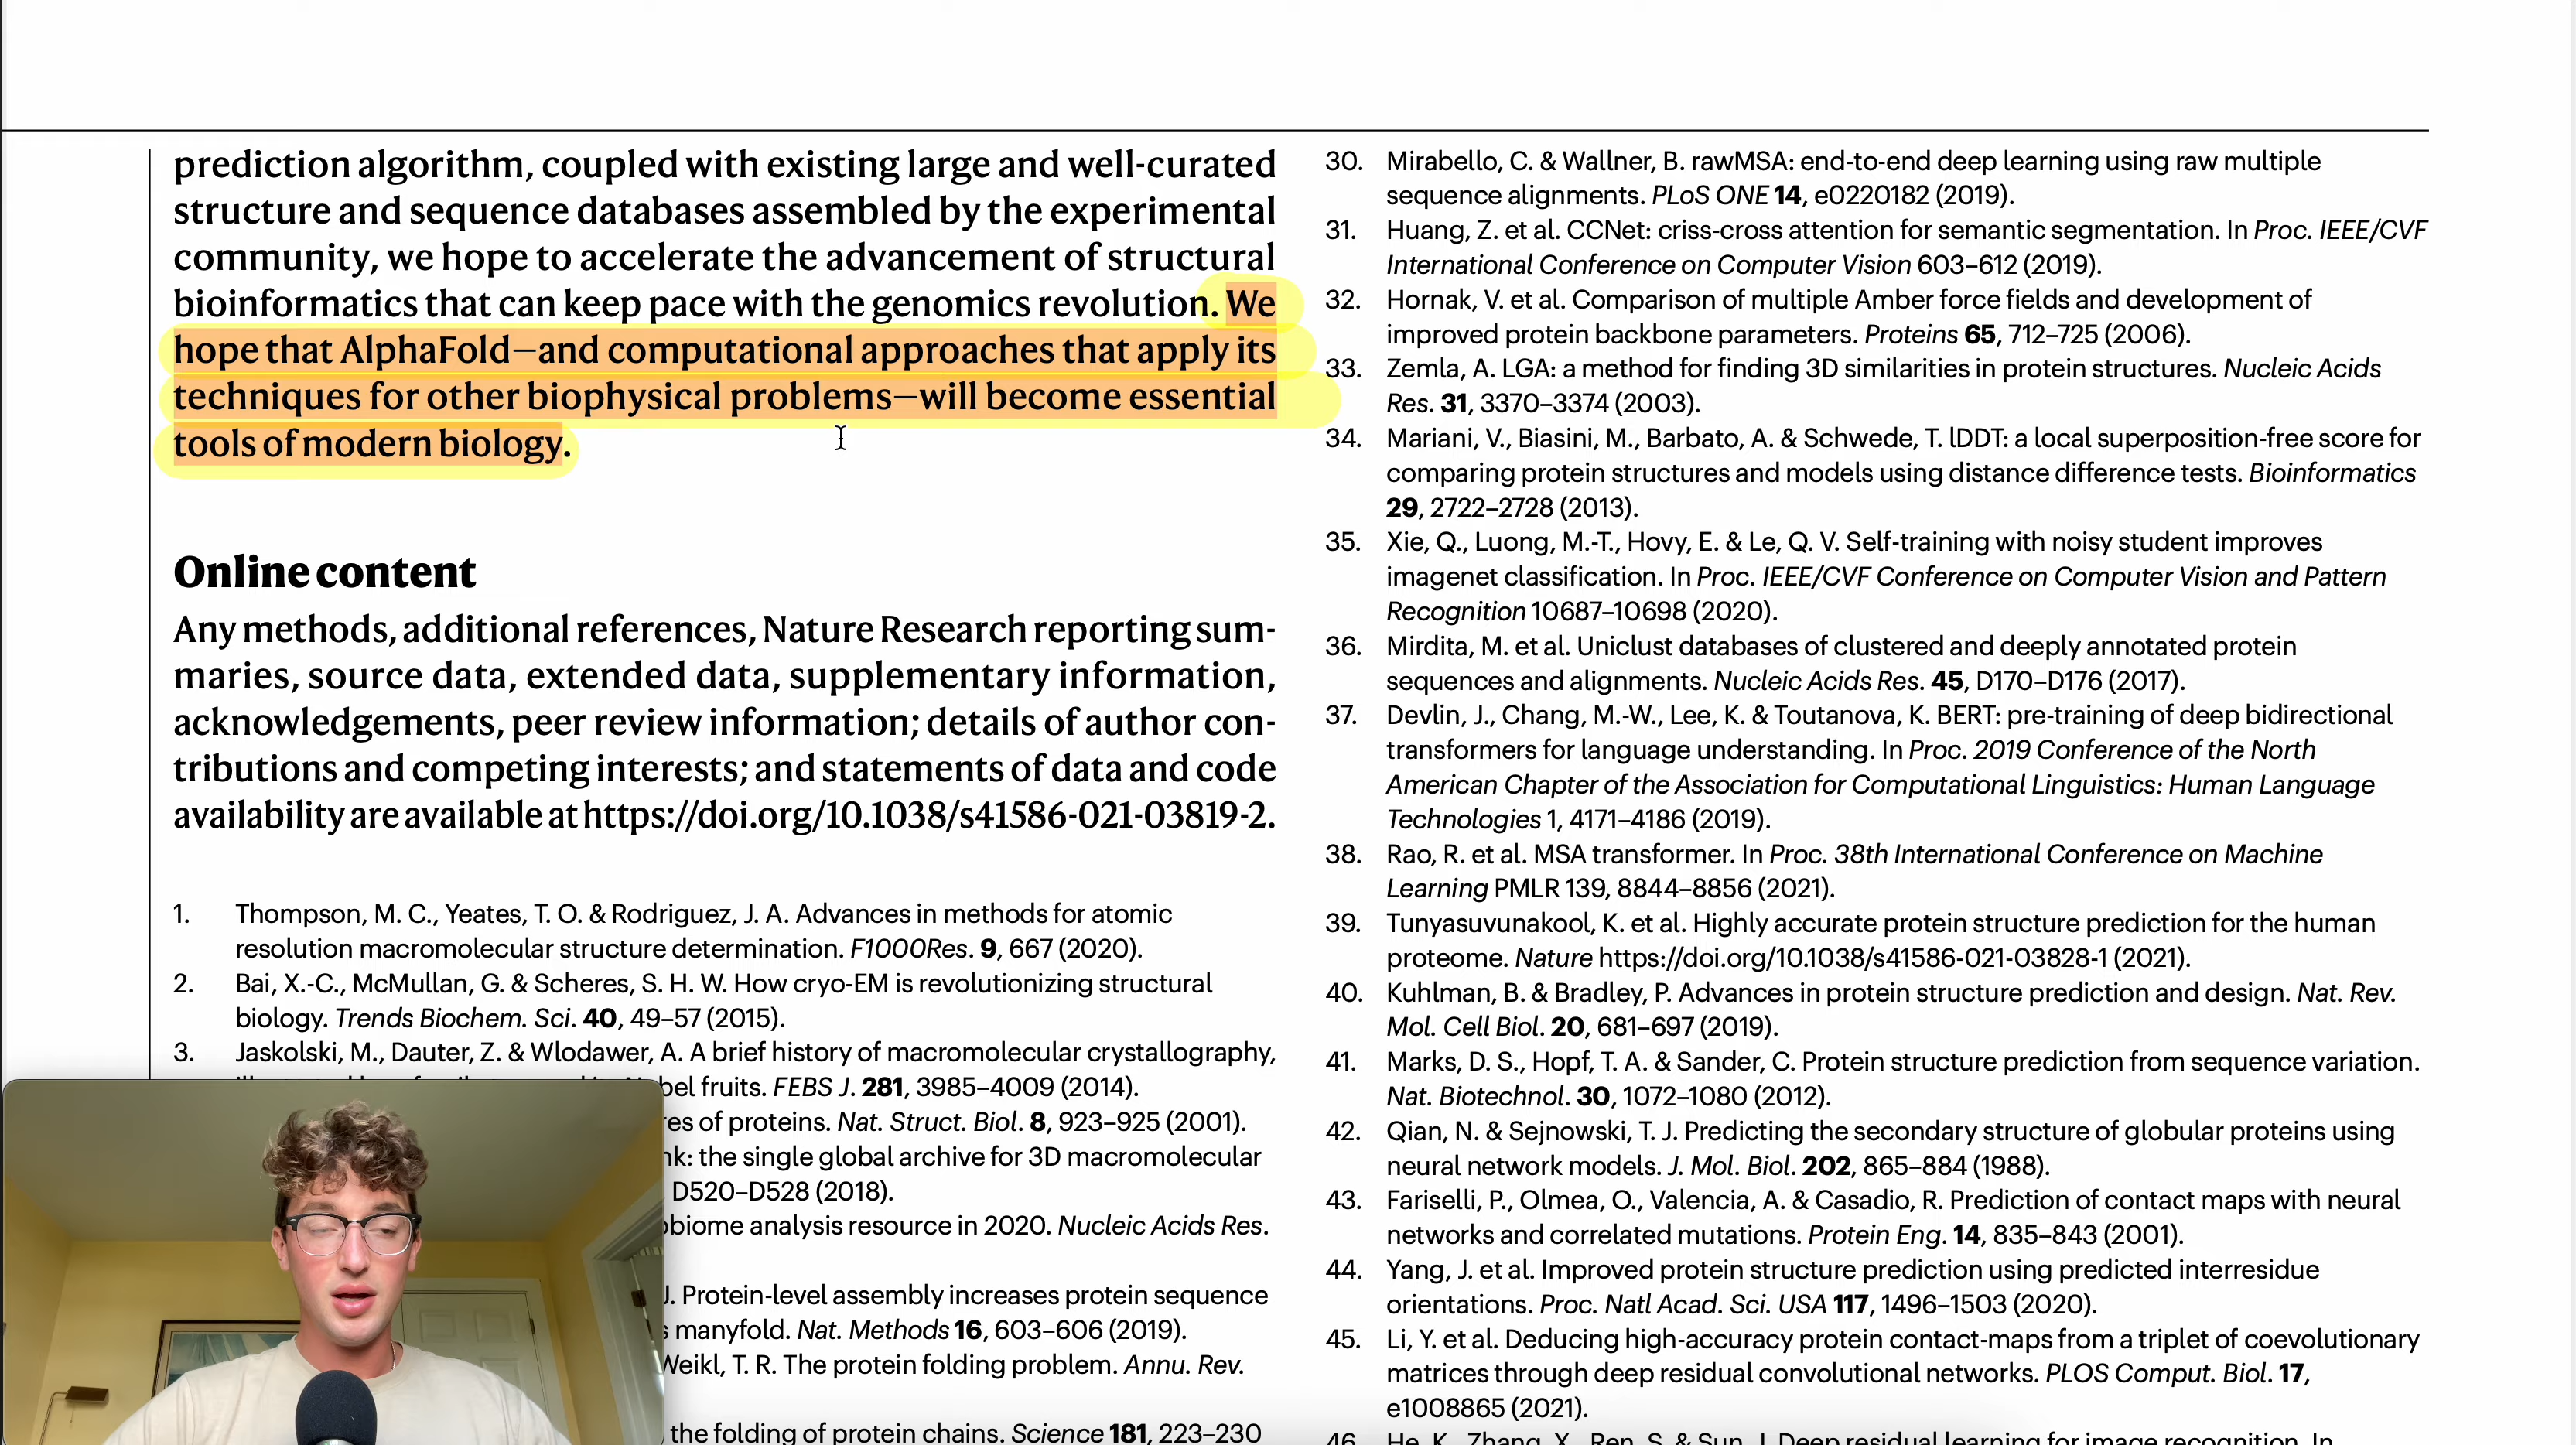 prediction algorithm, coupled with existing large and well-curated
structure and sequence databases assembled by the experimental
community, we hope to accelerate the advancement of structural
bioinformatics that can keep pace with the genomics revolution. We
hope that AlphaFold—and computational approaches that apply its
techniques for other biophysical problems—will become essential
tools of modern biology.
Online content
Any methods, additional references, Nature Research reporting sum-
maries, source data, extended data, supplementary information,
acknowledgements, peer review information; details of author con-
tributions and competing interests; and statements of data and code
availability are available at https://doi.org/10.1038/s41586-021-03819-2.
1. Thompson, M. C., Yeates, T. O. & Rodriguez, J. A. Advances in methods for atomic
resolution macromolecular structure determination. F1000Res. 9, 667 (2020).
2. Bai, X.-C., McMullan, G. & Scheres, S. H. W. How cryo-EM is revolutionizing structural
biology. Trends Biochem. Sci. 40, 49–57 (2015).
3. Jaskolski, M., Dauter, Z. & Wlodawer, A. A brief history of macromolecular crystallography,
fruits. FEBS J. 281, 3985–4009 (2014).
of proteins. Nat. Struct. Biol. 8, 923–925 (2001).
the single global archive for 3D macromolecular
D520–D528 (2018).
analysis resource in 2020. Nucleic Acids Res.
J. Protein-level assembly increases protein sequence
manyfold. Nat. Methods 16, 603–606 (2019).
Weikl, T. R. The protein folding problem. Annu. Rev.
the folding of protein chains. Science 181, 223–230
30. Mirabello, C. & Wallner, B. rawMSA: end-to-end deep learning using raw multiple
sequence alignments. PLoS ONE 14, e0220182 (2019).
31. Huang, Z. et al. CCNet: criss-cross attention for semantic segmentation. In Proc. IEEE/CVF
International Conference on Computer Vision 603–612 (2019).
32. Hornak, V. et al. Comparison of multiple Amber force fields and development of
improved protein backbone parameters. Proteins 65, 712–725 (2006).
33. Zemla, A. LGA: a method for finding 3D similarities in protein structures. Nucleic Acids
Res. 31, 3370–3374 (2003).
34. Mariani, V., Biasini, M., Barbato, A. & Schwede, T. lDDT: a local superposition-free score for
comparing protein structures and models using distance difference tests. Bioinformatics
29, 2722–2728 (2013).
35. Xie, Q., Luong, M.-T., Hovy, E. & Le, Q. V. Self-training with noisy student improves
imagenet classification. In Proc. IEEE/CVF Conference on Computer Vision and Pattern
Recognition 10687–10698 (2020).
36. Mirdita, M. et al. Uniclust databases of clustered and deeply annotated protein
sequences and alignments. Nucleic Acids Res. 45, D170–D176 (2017).
37. Devlin, J., Chang, M.-W., Lee, K. & Toutanova, K. BERT: pre-training of deep bidirectional
transformers for language understanding. In Proc. 2019 Conference of the North
American Chapter of the Association for Computational Linguistics: Human Language
Technologies 1, 4171–4186 (2019).
38. Rao, R. et al. MSA transformer. In Proc. 38th International Conference on Machine
Learning PMLR 139, 8844–8856 (2021).
39. Tunyasuvunakool, K. et al. Highly accurate protein structure prediction for the human
proteome. Nature https://doi.org/10.1038/s41586-021-03828-1 (2021).
40. Kuhlman, B. & Bradley, P. Advances in protein structure prediction and design. Nat. Rev.
Mol. Cell Biol. 20, 681–697 (2019).
41. Marks, D. S., Hopf, T. A. & Sander, C. Protein structure prediction from sequence variation.
Nat. Biotechnol. 30, 1072–1080 (2012).
42. Qian, N. & Sejnowski, T. J. Predicting the secondary structure of globular proteins using
neural network models. J. Mol. Biol. 202, 865–884 (1988).
43. Fariselli, P., Olmea, O., Valencia, A. & Casadio, R. Prediction of contact maps with neural
networks and correlated mutations. Protein Eng. 14, 835–843 (2001).
44. Yang, J. et al. Improved protein structure prediction using predicted interresidue
orientations. Proc. Natl Acad. Sci. USA 117, 1496–1503 (2020).
45. Li, Y. et al. Deducing high-accuracy protein contact-maps from a triplet of coevolutionary
matrices through deep residual convolutional networks. PLOS Comput. Biol. 17,
e1008865 (2021).
46. He, K., Zhang, X., Ren, S. & Sun, J. Deep residual learning for image recognition. In